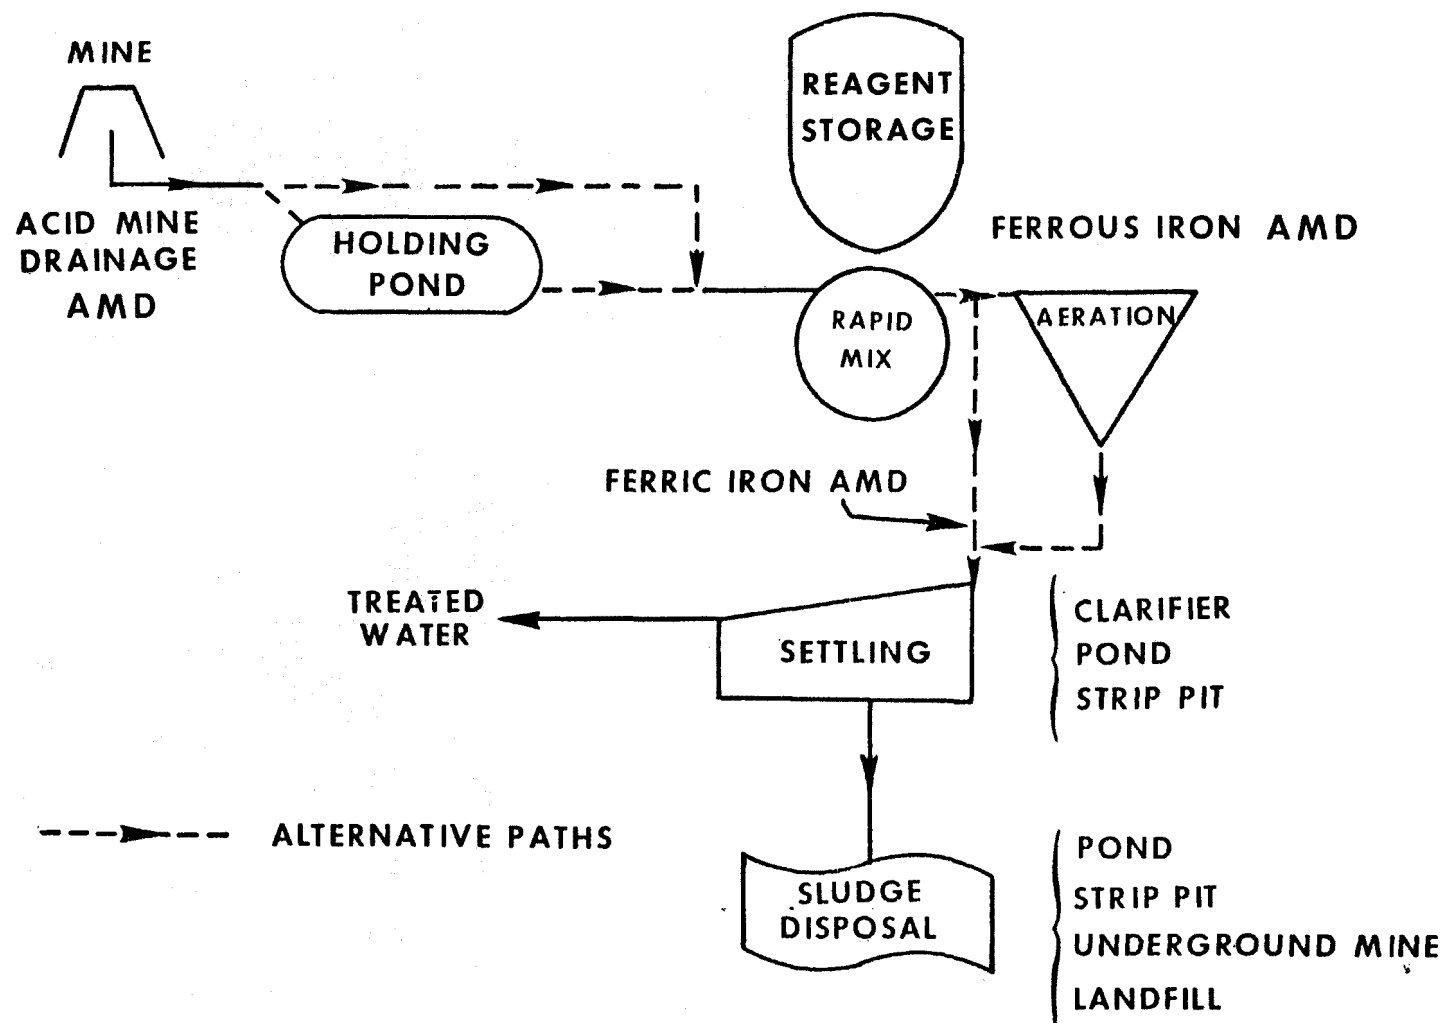 MINE
REAGENT
STORAGE
ACID MINE
DRAINAGE
AMD
HOLDING
POND
FERROUS IRON AMD
RAPID
MIX
AERATION
FERRIC IRON AMD
TREATED
WATER
SETTLING
CLARIFIER
POND
STRIP PIT
ALTERNATIVE PATHS
SLUDGE
DISPOSAL
POND
STRIP PIT
UNDERGROUND MINE
LANDFILL